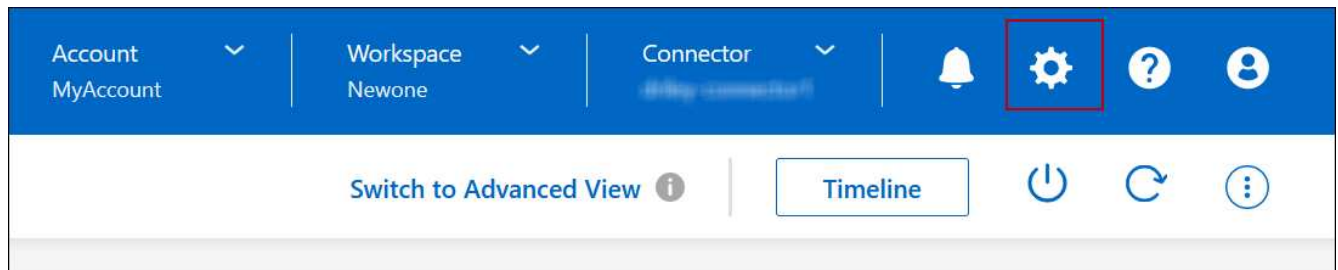 Account
MyAccount
Workspace
Newone
Connector
Switch to Advanced View
Timeline